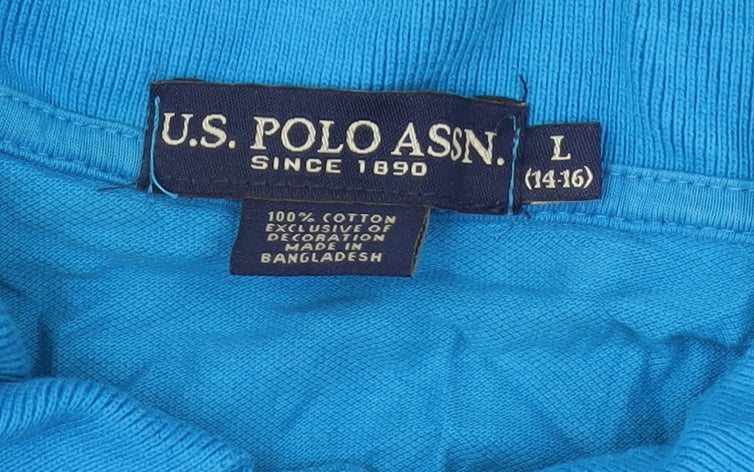 U.S. POLO ASSN.
SINCE 1890
L
(14-16)
100% COTTON
EXCLUSIVE OF
DECORATION
MADE IN
BANGLADESH